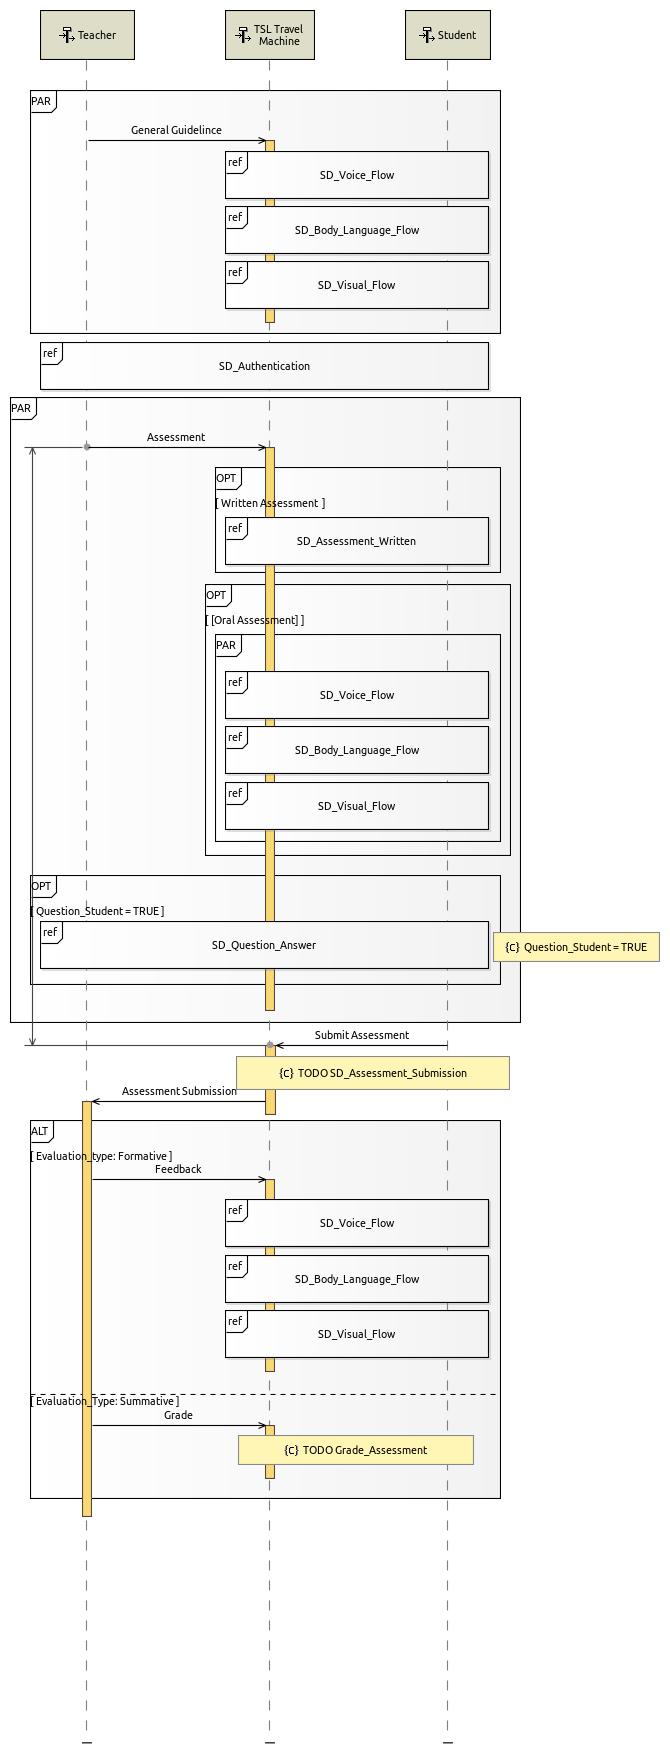 Teacher
TSL Travel
Machine
Student
PAR
General Guidelince
ref
SD_Voice_Flow
ref
SD_Body_Language_Flow
ref
SD_Visual_Flow
ref
SD_Authentication
PAR
Assessment
OPT
[ Written Assessment ]
ref
SD_Assessment_Written
OPT
[ [Oral Assessment] ]
PAR
ref
SD_Voice_Flow
ref
SD_Body_Language_Flow
ref
SD_Visual_Flow
OPT
[ Question_Student = TRUE ]
ref
SD_Question_Answer
{c} Question_Student = TRUE
Submit Assessment
{c} TODO SD_Assessment_Submission
Assessment Submission
ALT
[ Evaluation_type: Formative ]
Feedback
ref
SD_Voice_Flow
ref
SD_Body_Language_Flow
ref
SD_Visual_Flow
[ Evaluation_Type: Summative ]
Grade
{c} TODO Grade_Assessment